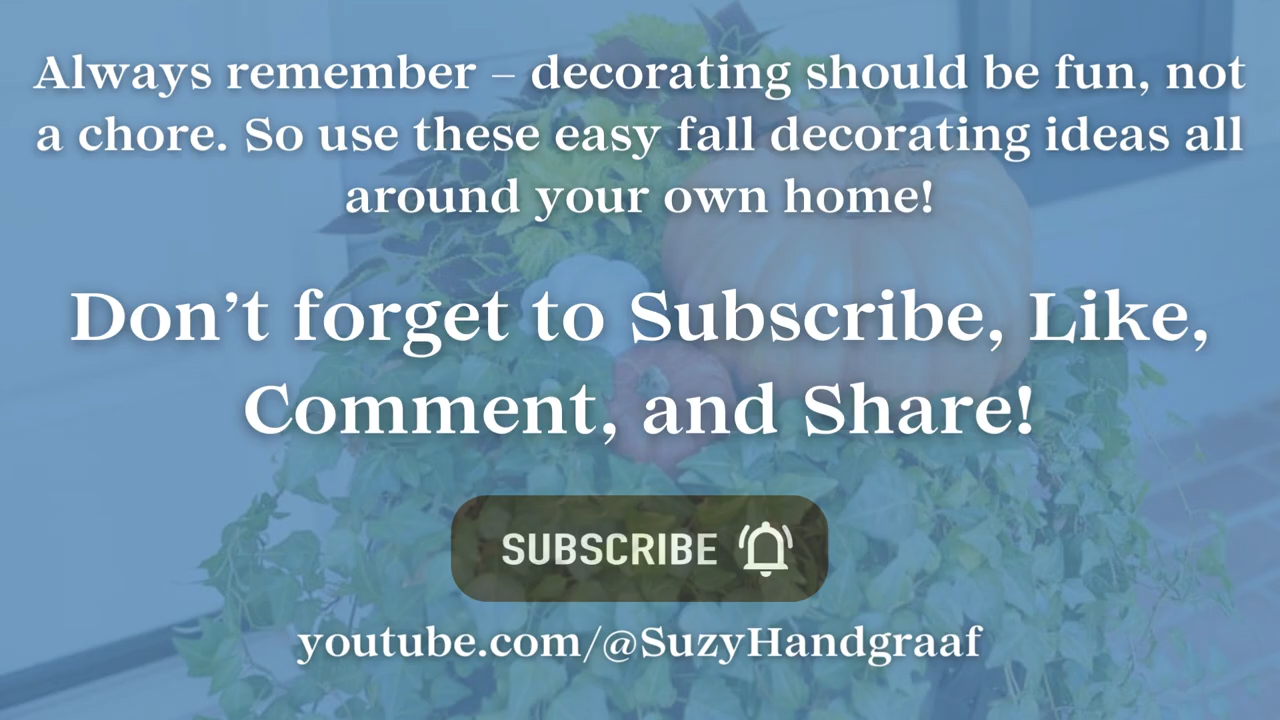 Always remember – decorating should be fun, not
a chore. So use these easy fall decorating ideas all
around your own home!
Don’t forget to Subscribe, Like,
Comment, and Share!
SUBSCRIBE
youtube.com/@SuzyHandgraaf